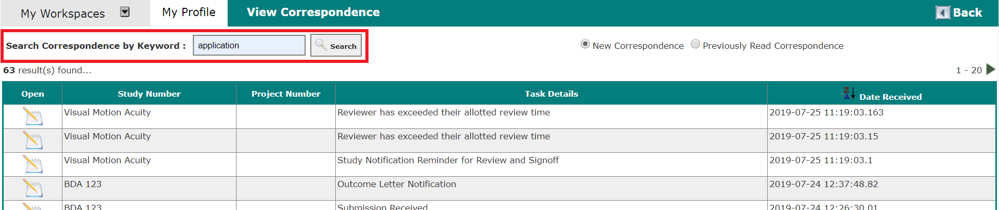 My Workspaces My Profile View Correspondence Back
Search Correspondence by Keyword : application Search New Correspondence Previously Read Correspondence
63 result(s) found... 1 - 20
Open Study Number Project Number Task Details ZA Date Received
Visual Motion Acuity Reviewer has exceeded their allotted review time 2019-07-25 11:19:03.163
Visual Motion Acuity Reviewer has exceeded their allotted review time 2019-07-25 11:19:03.15
Visual Motion Acuity Study Notification Reminder for Review and Signoff 2019-07-25 11:19:03.1
BDA 123 Outcome Letter Notification 2019-07-24 12:37:48.82
BDA 123 Submission Received 2019-07-24 12:26:30.01